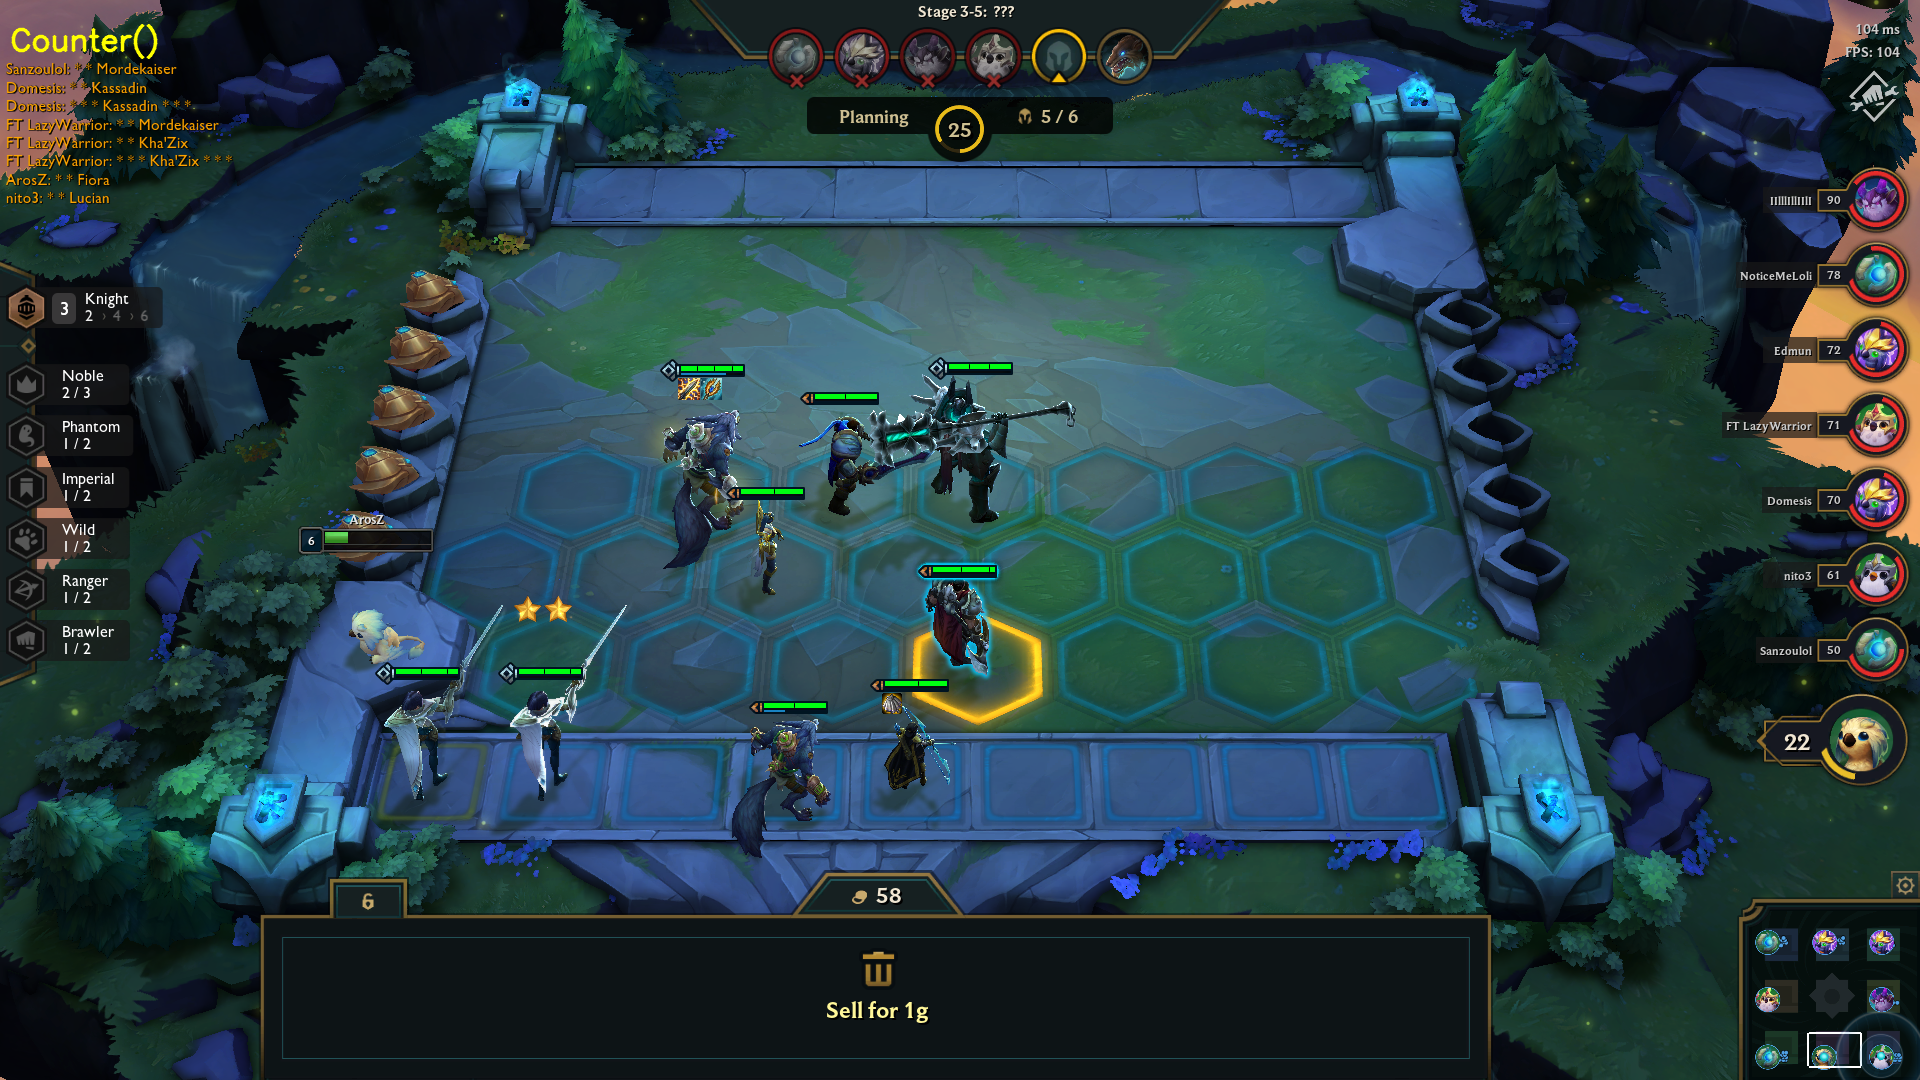 Stage 3-5: ???
Counter()
104 ms
FPS: 104
Sanzoulol: * * Mordekaiser
Domesis: * * Kassadin
Domesis: * * * Kassadin * * *
FT LazyWarrior: * * Mordekaiser
FT LazyWarrior: * * Kha'Zix
FT LazyWarrior: * * * Kha'Zix * * *
ArosZ: * * Fiora
nito3: * * Lucian
Planning
25
5 / 6
90
NoticeMeLoli 78
Edmun 72
FT LazyWarrior 71
Domesis 70
nito3 61
Sanzoulol 50
22
3
Knight
2 › 4 › 6
Noble
2 / 3
Phantom
1 / 2
Imperial
1 / 2
Wild
1 / 2
Ranger
1 / 2
Brawler
1 / 2
ArosZ
6
6
58
Sell for 1g